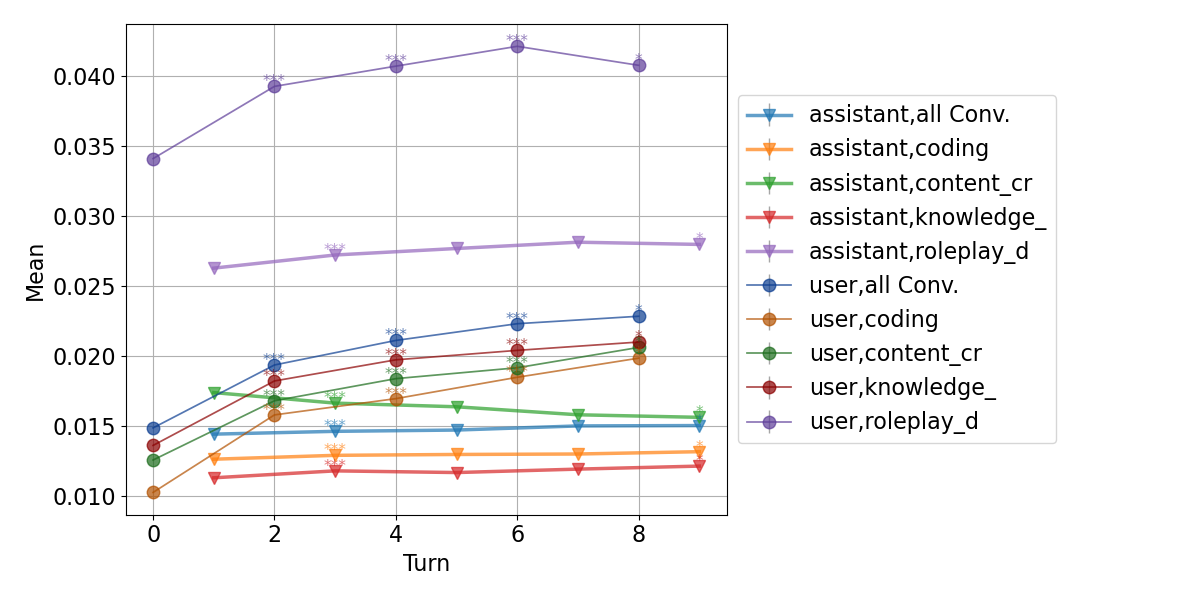 0.040
0.035
0.030
0.025
0.020
0.015
0.010
Mean
0
2
4
6
8
Turn
assistant,all Conv.
assistant,coding
assistant,content_cr
assistant,knowledge_
assistant,roleplay_d
user,all Conv.
user,coding
user,content_cr
user,knowledge_
user,roleplay_d